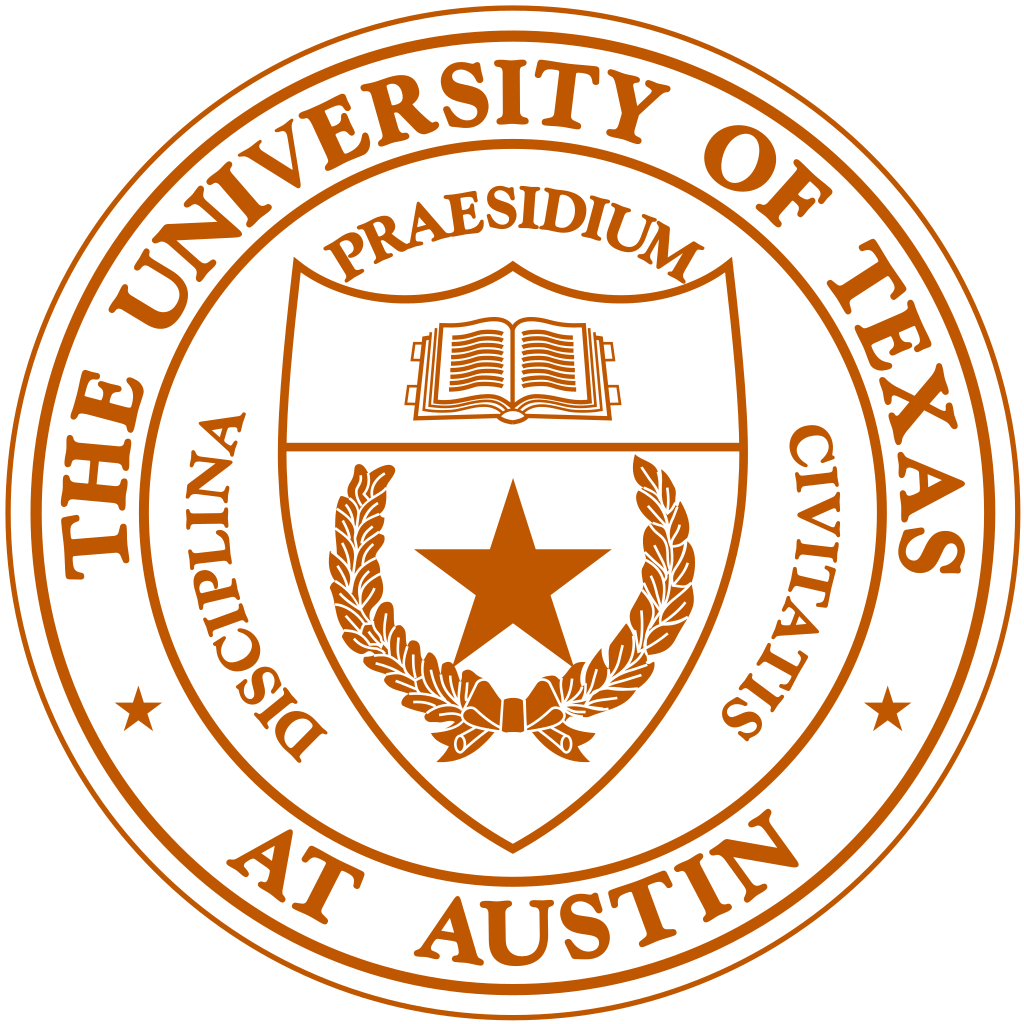 THE UNIVERSITY OF TEXAS
AT AUSTIN
DISCIPLINA
PRAESIDIUM
CIVITATIS